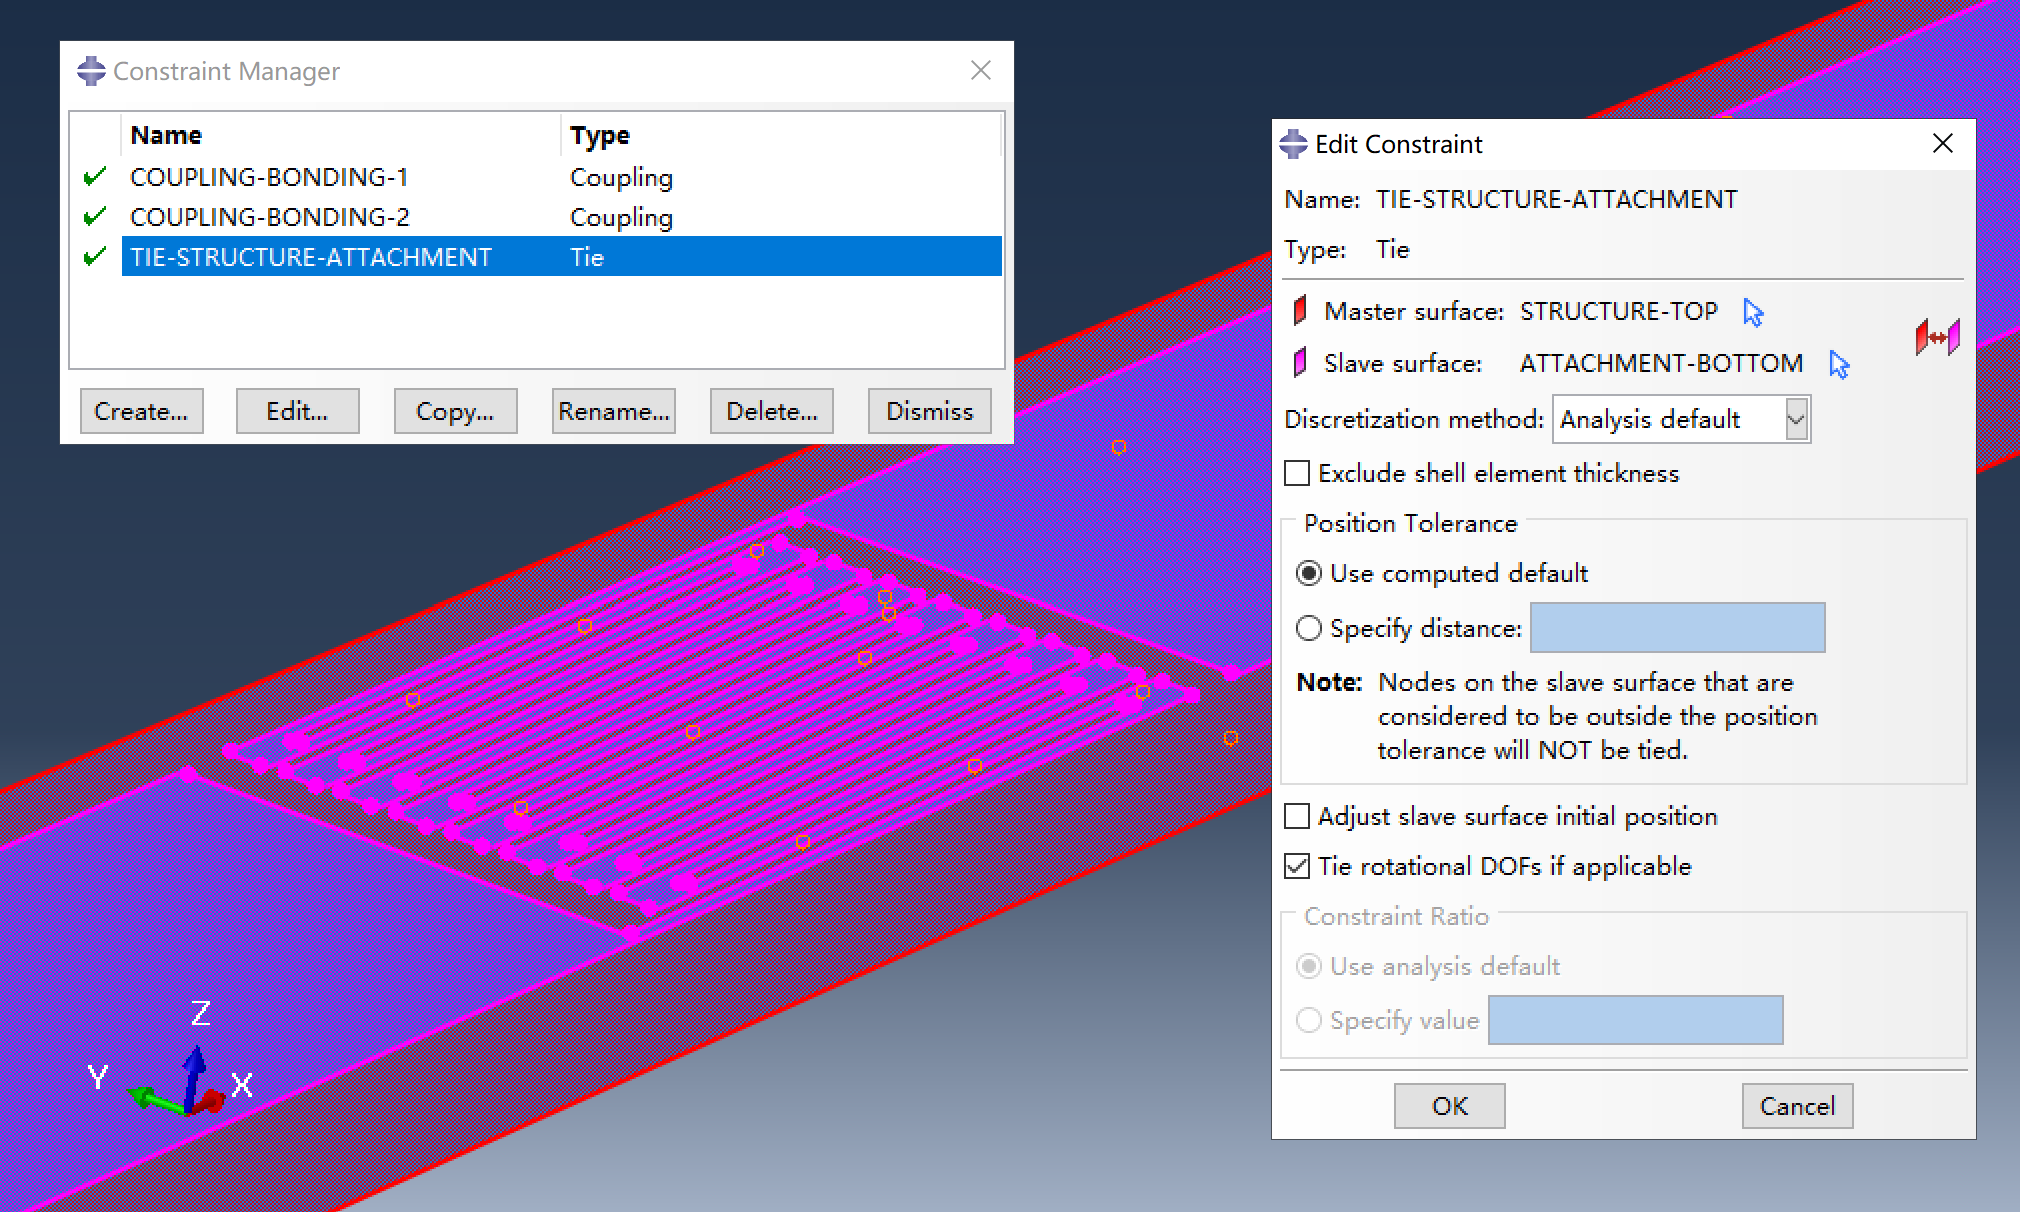 Constraint Manager
Name Type
COUPLING-BONDING-1 Coupling
COUPLING-BONDING-2 Coupling
TIE-STRUCTURE-ATTACHMENT Tie
Create... Edit... Copy... Rename... Delete... Dismiss
Edit Constraint
Name: TIE-STRUCTURE-ATTACHMENT
Type: Tie
Master surface: STRUCTURE-TOP
Slave surface: ATTACHMENT-BOTTOM
Discretization method: Analysis default
Exclude shell element thickness
Position Tolerance
Use computed default
Specify distance:
Note: Nodes on the slave surface that are
considered to be outside the position
tolerance will NOT be tied.
Adjust slave surface initial position
Tie rotational DOFs if applicable
Constraint Ratio
Use analysis default
Specify value
OK Cancel
Z
Y X